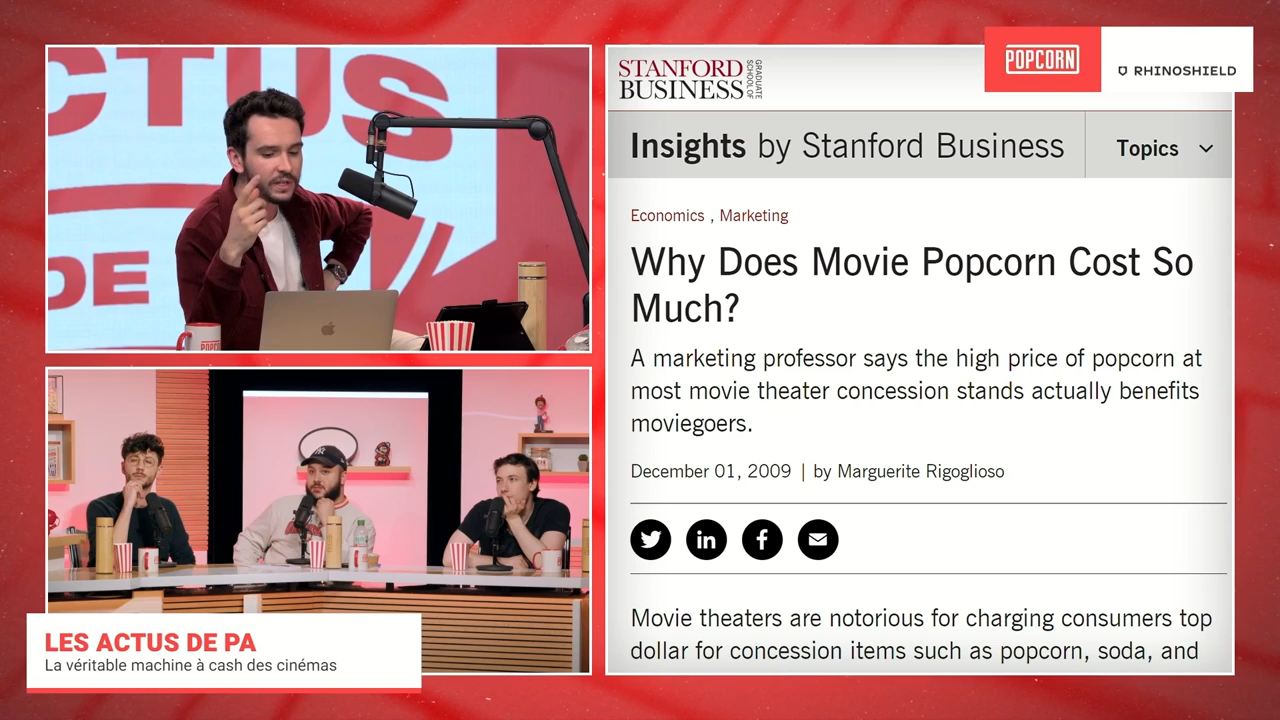 CTUS
DE
POPCORN
STANFORD
BUSINESS
GRADUATE
SCHOOL OF
POPCORN
RHINOSHIELD
Insights by Stanford Business
Topics
Economics , Marketing
Why Does Movie Popcorn Cost So
Much?
A marketing professor says the high price of popcorn at
most movie theater concession stands actually benefits
moviegoers.
December 01, 2009 | by Marguerite Rigoglioso
in
f
Movie theaters are notorious for charging consumers top
dollar for concession items such as popcorn, soda, and
LES ACTUS DE PA
La véritable machine à cash des cinémas